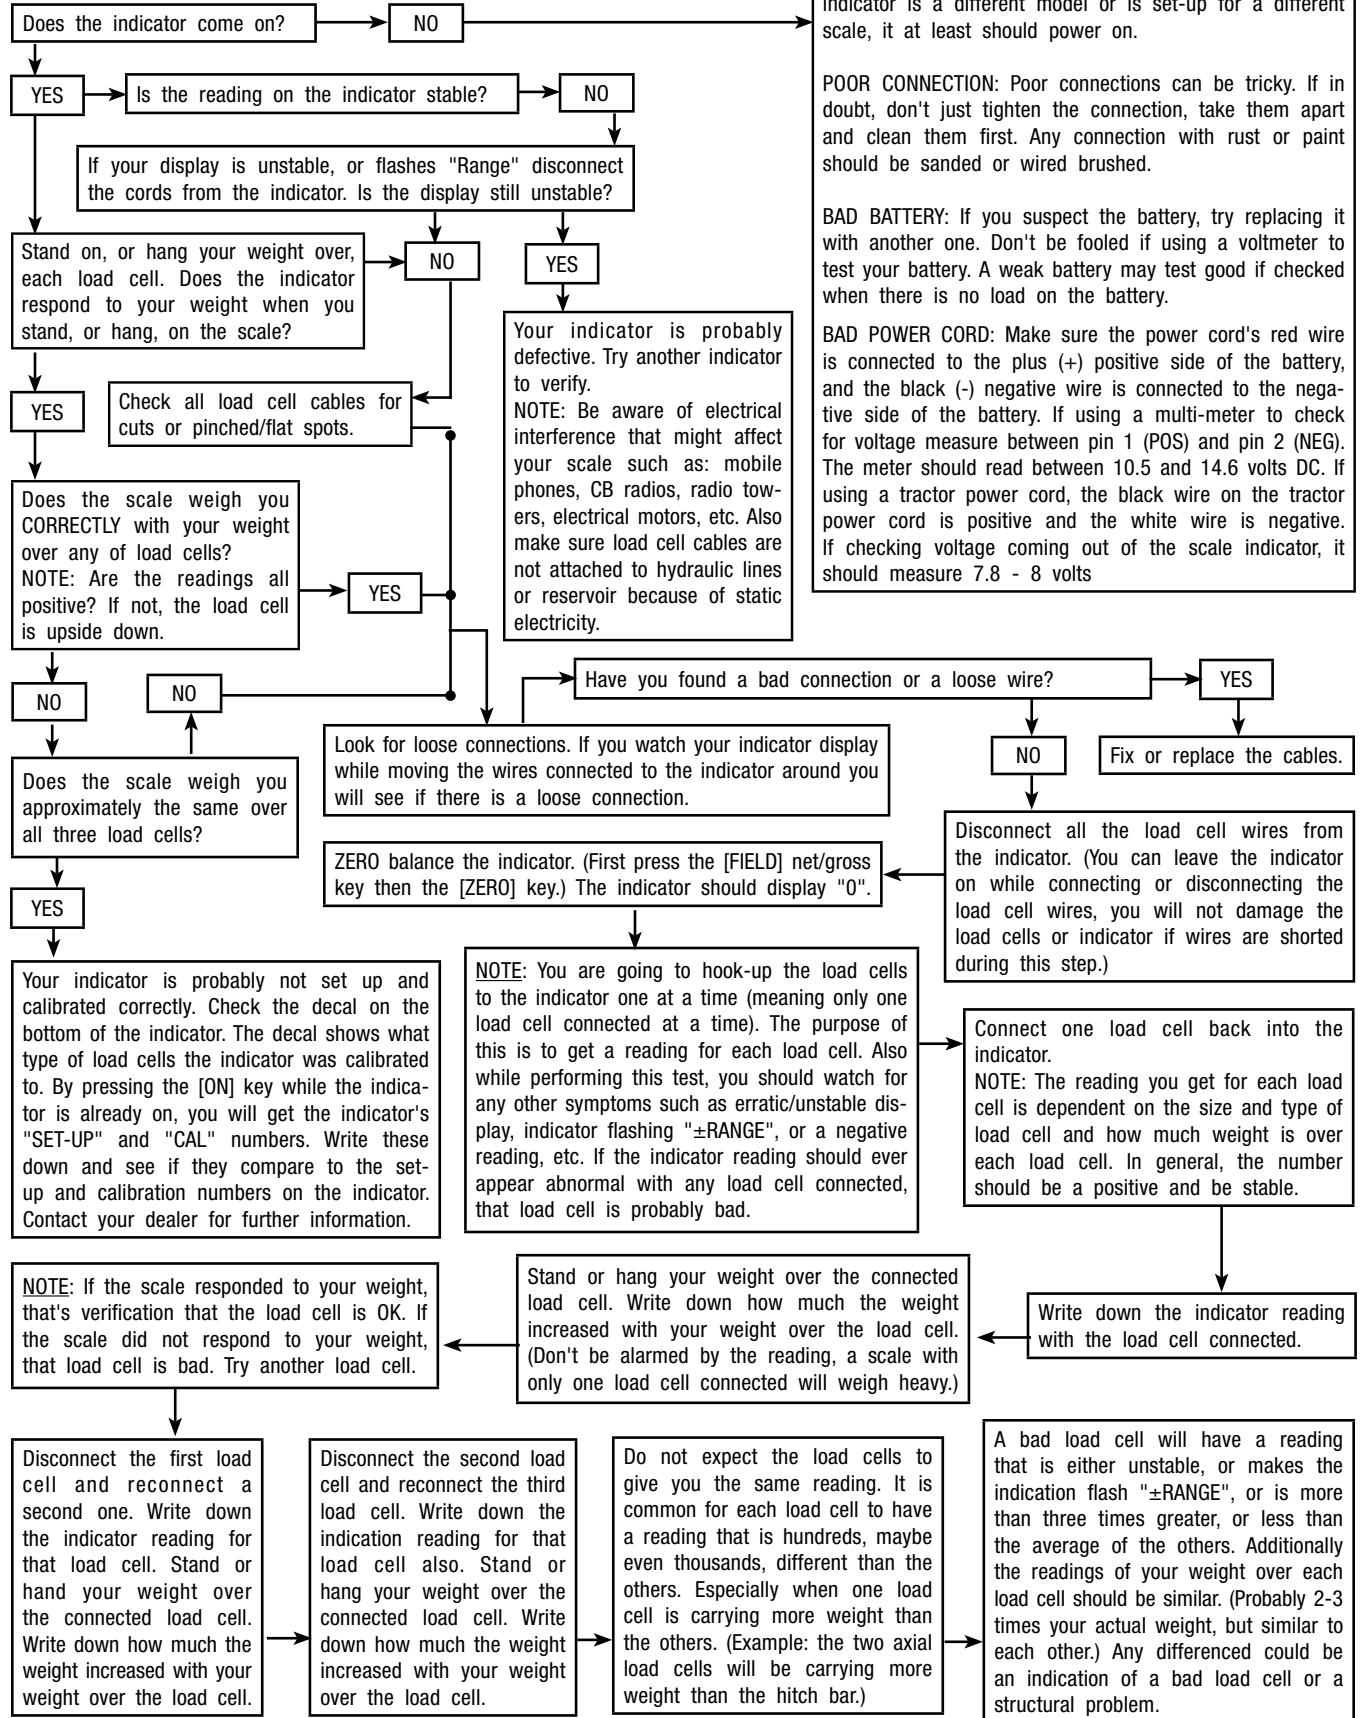 Does the indicator come on?
NO
indicator is a different model or is set-up for a different
scale, it at least should power on.
POOR CONNECTION: Poor connections can be tricky. If in
doubt, don't just tighten the connection, take them apart
and clean them first. Any connection with rust or paint
should be sanded or wired brushed.
BAD BATTERY: If you suspect the battery, try replacing it
with another one. Don't be fooled if using a voltmeter to
test your battery. A weak battery may test good if checked
when there is no load on the battery.
BAD POWER CORD: Make sure the power cord's red wire
is connected to the plus (+) positive side of the battery,
and the black (-) negative wire is connected to the nega-
tive side of the battery. If using a multi-meter to check
for voltage measure between pin 1 (POS) and pin 2 (NEG).
The meter should read between 10.5 and 14.6 volts DC. If
using a tractor power cord, the black wire on the tractor
power cord is positive and the white wire is negative.
If checking voltage coming out of the scale indicator, it
should measure 7.8 - 8 volts
YES
Is the reading on the indicator stable?
NO
If your display is unstable, or flashes "Range" disconnect
the cords from the indicator. Is the display still unstable?
NO
YES
Stand on, or hang your weight over,
each load cell. Does the indicator
respond to your weight when you
stand, or hang, on the scale?
Your indicator is probably
defective. Try another indicator
to verify.
NOTE: Be aware of electrical
interference that might affect
your scale such as: mobile
phones, CB radios, radio tow-
ers, electrical motors, etc. Also
make sure load cell cables are
not attached to hydraulic lines
or reservoir because of static
electricity.
YES
Check all load cell cables for
cuts or pinched/flat spots.
Does the scale weigh you
CORRECTLY with your weight
over any of load cells?
NOTE: Are the readings all
positive? If not, the load cell
is upside down.
YES
NO
NO
Does the scale weigh you
approximately the same over
all three load cells?
YES
Your indicator is probably not set up and
calibrated correctly. Check the decal on the
bottom of the indicator. The decal shows what
type of load cells the indicator was calibrated
to. By pressing the [ON] key while the indica-
tor is already on, you will get the indicator's
"SET-UP" and "CAL" numbers. Write these
down and see if they compare to the set-
up and calibration numbers on the indicator.
Contact your dealer for further information.
Look for loose connections. If you watch your indicator display
while moving the wires connected to the indicator around you
will see if there is a loose connection.
Have you found a bad connection or a loose wire?
YES
Fix or replace the cables.
NO
Disconnect all the load cell wires from
the indicator. (You can leave the indicator
on while connecting or disconnecting the
load cell wires, you will not damage the
load cells or indicator if wires are shorted
during this step.)
ZERO balance the indicator. (First press the [FIELD] net/gross
key then the [ZERO] key.) The indicator should display "0".
NOTE: You are going to hook-up the load cells
to the indicator one at a time (meaning only one
load cell connected at a time). The purpose of
this is to get a reading for each load cell. Also
while performing this test, you should watch for
any other symptoms such as erratic/unstable dis-
play, indicator flashing "±RANGE", or a negative
reading, etc. If the indicator reading should ever
appear abnormal with any load cell connected,
that load cell is probably bad.
Connect one load cell back into the
indicator.
NOTE: The reading you get for each load
cell is dependent on the size and type of
load cell and how much weight is over
each load cell. In general, the number
should be a positive and be stable.
Write down the indicator reading
with the load cell connected.
Stand or hang your weight over the connected
load cell. Write down how much the weight
increased with your weight over the load cell.
(Don't be alarmed by the reading, a scale with
only one load cell connected will weigh heavy.)
NOTE: If the scale responded to your weight,
that's verification that the load cell is OK. If
the scale did not respond to your weight,
that load cell is bad. Try another load cell.
Disconnect the first load
cell and reconnect a
second one. Write down
the indicator reading for
that load cell. Stand or
hand your weight over
the connected load cell.
Write down how much the
weight increased with your
weight over the load cell.
Disconnect the second load
cell and reconnect the third
load cell. Write down the
indication reading for that
load cell also. Stand or
hang your weight over the
connected load cell. Write
down how much the weight
increased with your weight
over the load cell.
Do not expect the load cells to
give you the same reading. It is
common for each load cell to have
a reading that is hundreds, maybe
even thousands, different than the
others. Especially when one load
cell is carrying more weight than
the others. (Example: the two axial
load cells will be carrying more
weight than the hitch bar.)
A bad load cell will have a reading
that is either unstable, or makes the
indication flash "±RANGE", or is more
than three times greater, or less than
the average of the others. Additionally
the readings of your weight over each
load cell should be similar. (Probably 2-3
times your actual weight, but similar to
each other.) Any differenced could be
an indication of a bad load cell or a
structural problem.